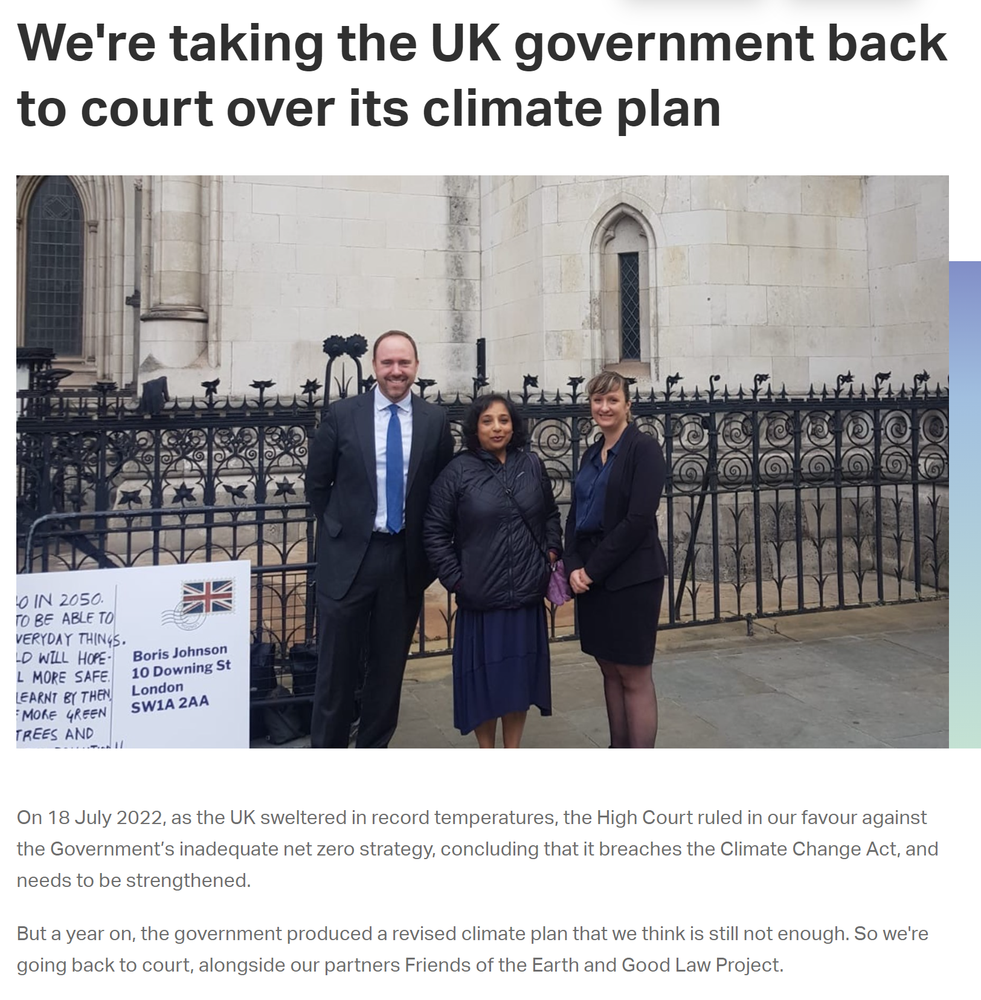 We're taking the UK government back
to court over its climate plan
O IN 2050.
TO BE ABLE TO
VERYDAY THINGS.
LD WILL HOPE-
L MORE SAFE.
LEARNT BY THEN,
MORE GREEN
TREES AND
Boris Johnson
10 Downing St
London
SW1A 2AA
On 18 July 2022, as the UK sweltered in record temperatures, the High Court ruled in our favour against
the Government’s inadequate net zero strategy, concluding that it breaches the Climate Change Act, and
needs to be strengthened.
But a year on, the government produced a revised climate plan that we think is still not enough. So we're
going back to court, alongside our partners Friends of the Earth and Good Law Project.